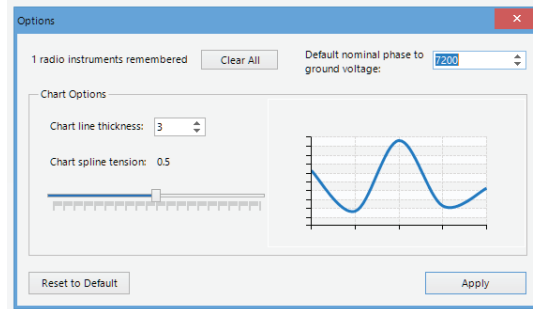 Options
1 radio instruments remembered
Clear All
Default nominal phase to
ground voltage:
7200
Chart Options
Chart line thickness: 3
Chart spline tension: 0.5
Reset to Default
Apply